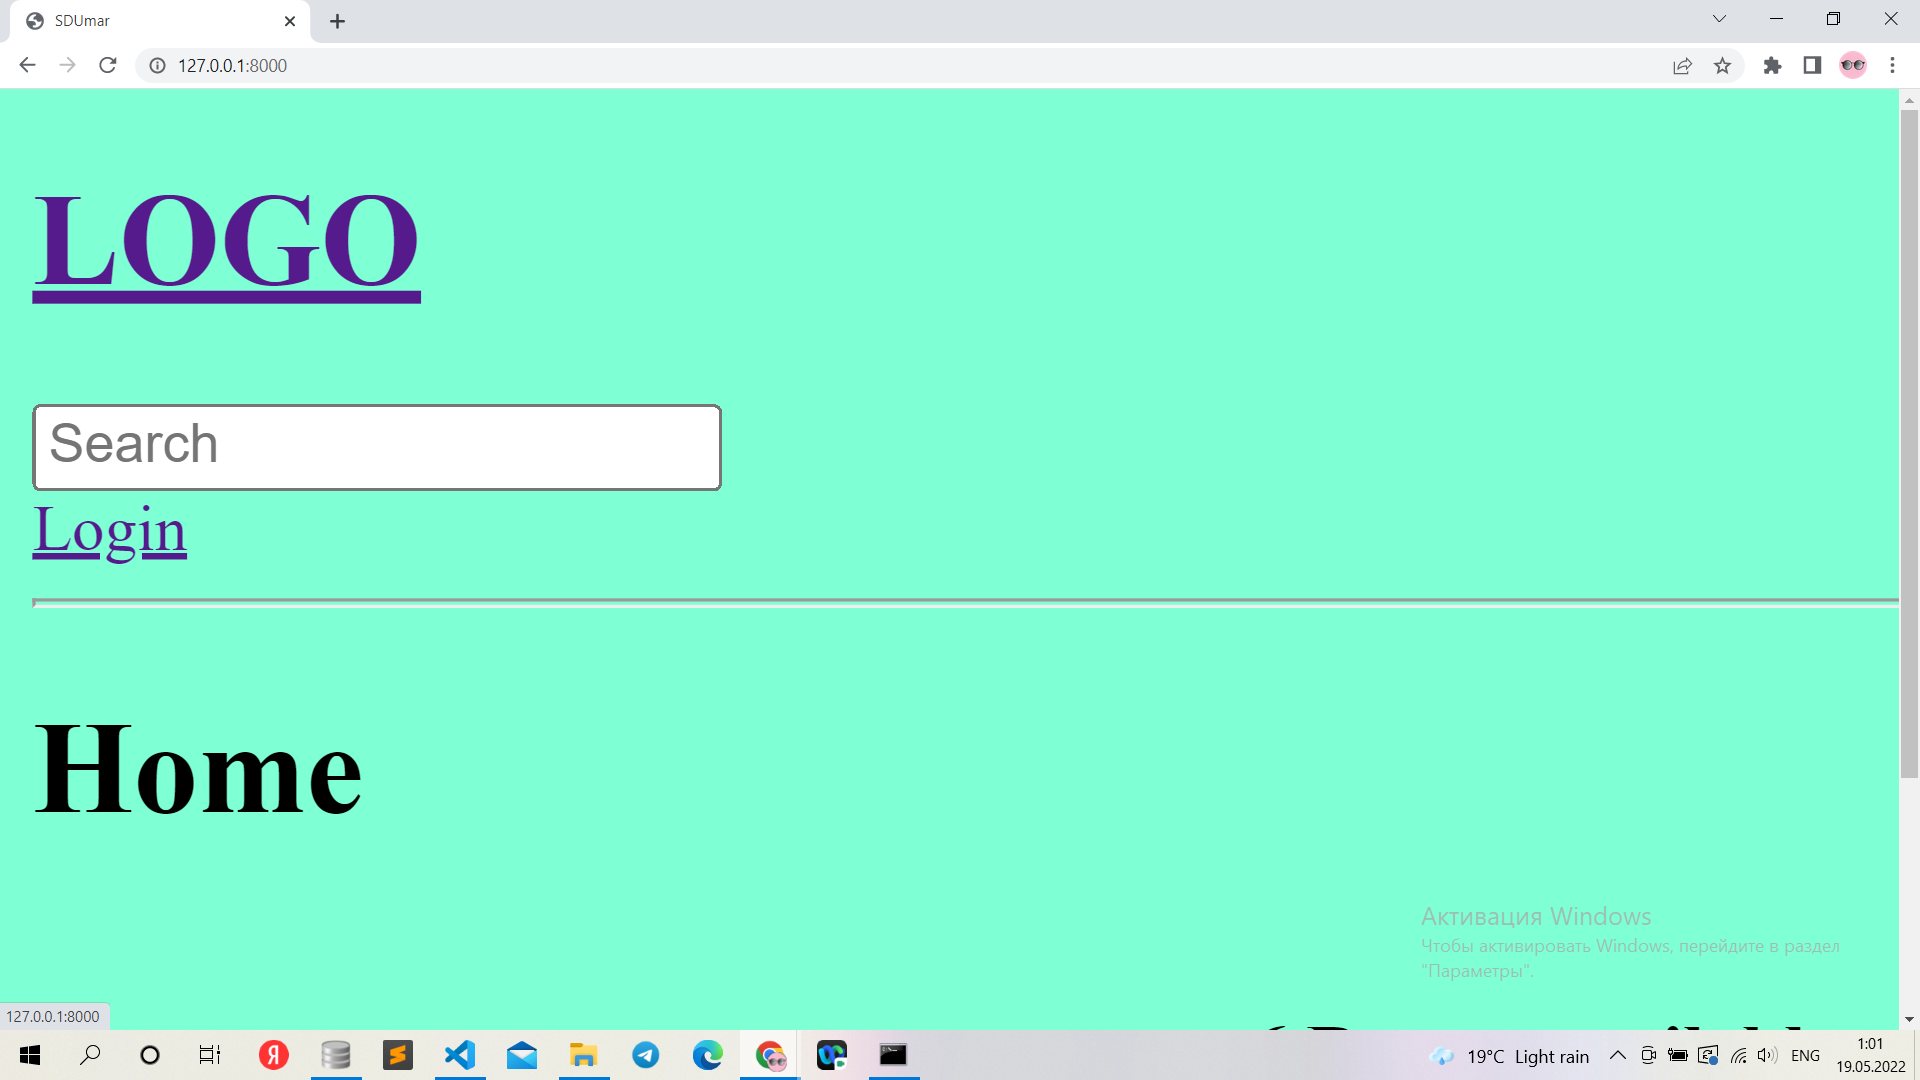 SDUmar
127.0.0.1:8000
LOGO
Search
Login
Home
Активация Windows
Чтобы активировать Windows, перейдите в раздел
"Параметры".
127.0.0.1:8000
Я
19°C Light rain
ENG
1:01
19.05.2022